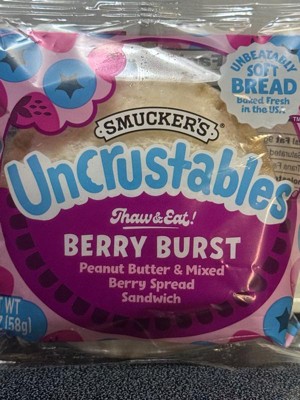 UNBEATABLY
SOFT
BREAD
Baked Fresh
in the USA
SMUCKER'S
Uncrustables
Thaw & Eat!
BERRY BURST
Peanut Butter & Mixed
Berry Spread
Sandwich
WT
(58g)